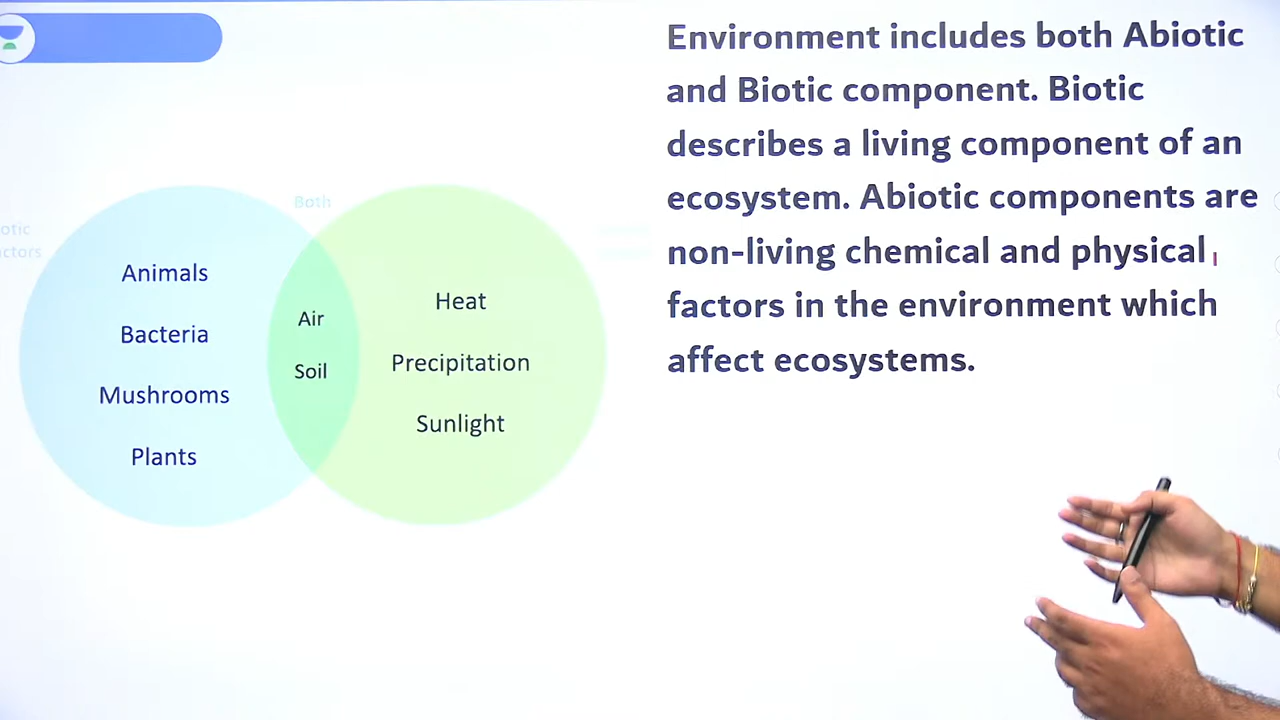 Environment includes both Abiotic
and Biotic component. Biotic
describes a living component of an
ecosystem. Abiotic components are
non-living chemical and physical
factors in the environment which
affect ecosystems.
Both
Animals
Bacteria
Mushrooms
Plants
Air
Soil
Heat
Precipitation
Sunlight